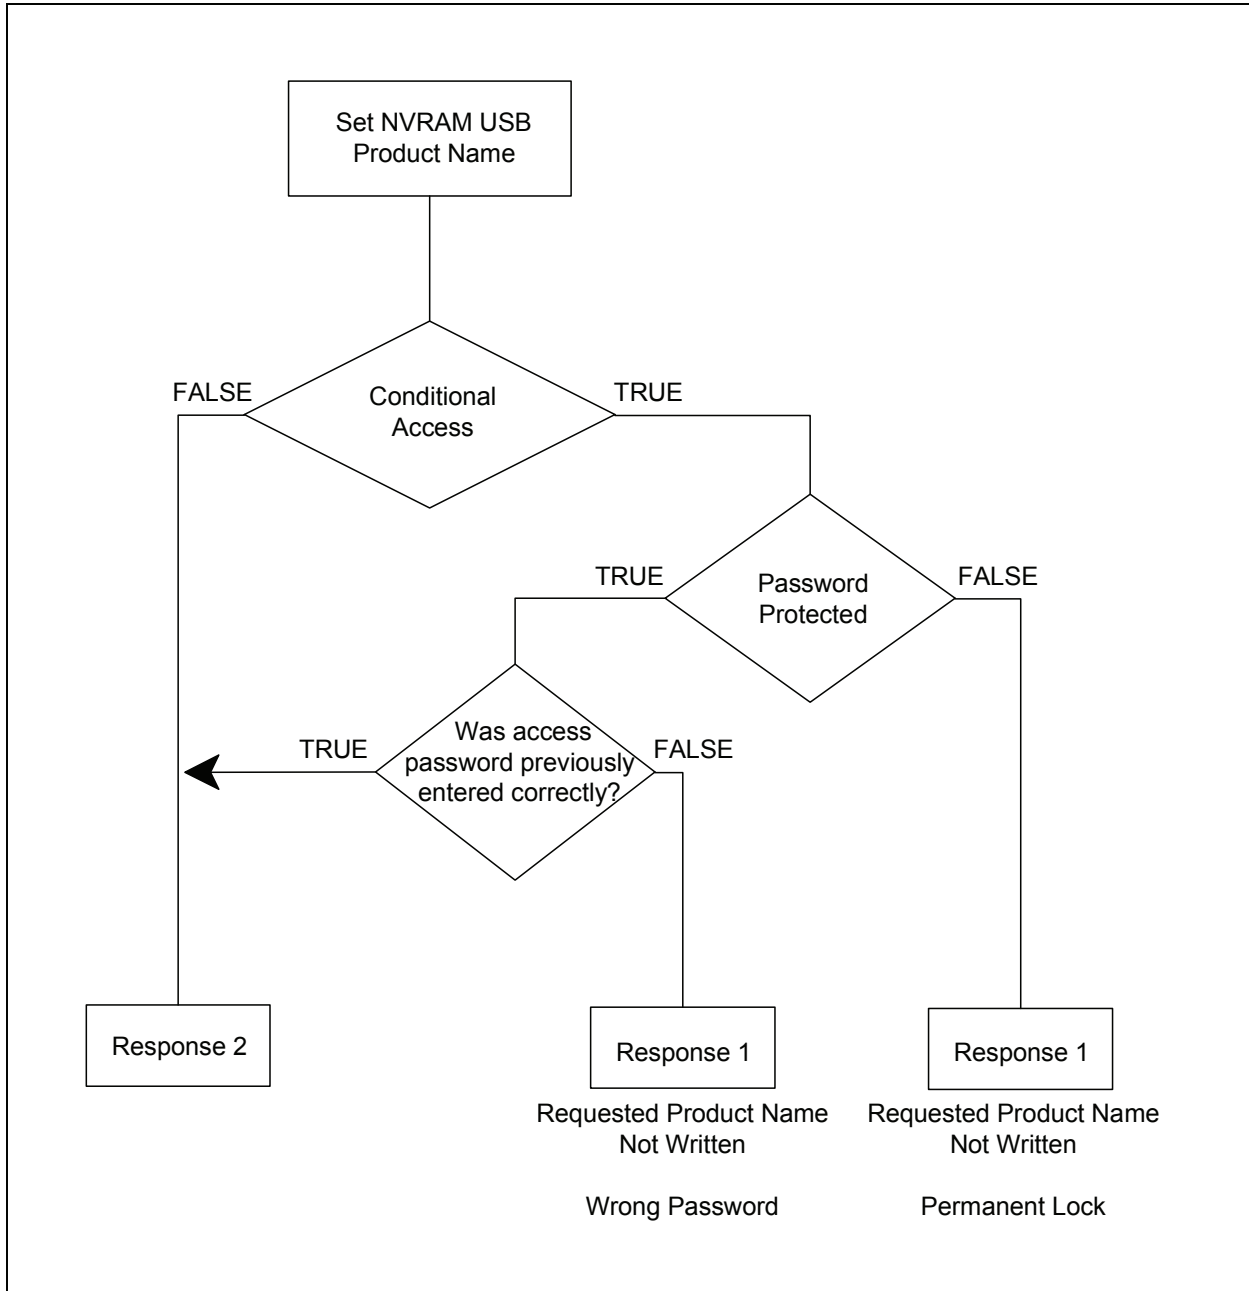 Set NVRAM USB
Product Name
FALSE
TRUE
Conditional
Access
TRUE
FALSE
Password
Protected
TRUE
FALSE
Was access
password previously
entered correctly?
Response 2
Response 1
Response 1
Requested Product Name
Not Written
Wrong Password
Requested Product Name
Not Written
Permanent Lock